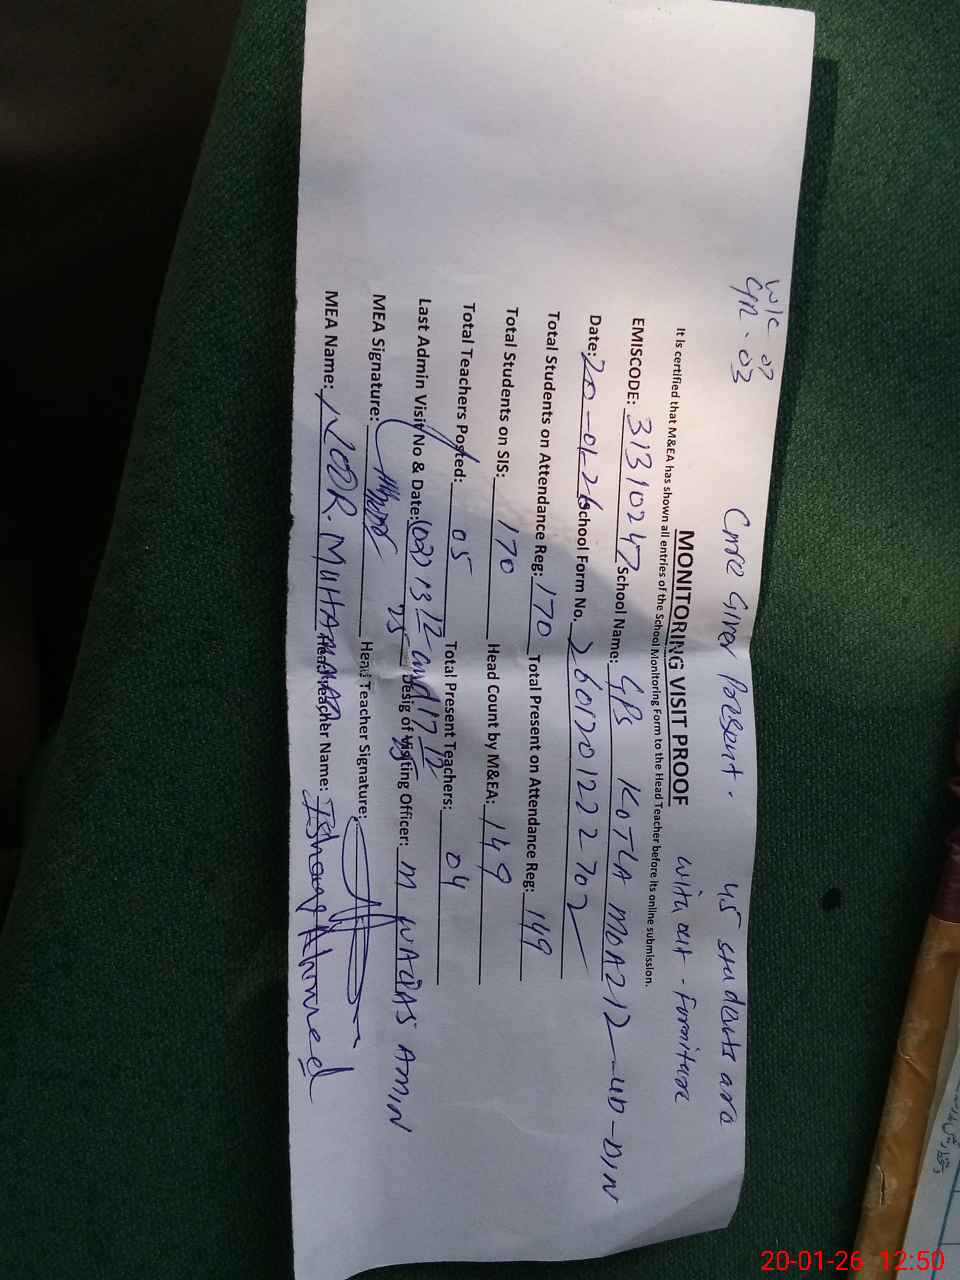 W/C 07
C/R . 03
Care Giver Present . 45 students are
with out - Furniture
MONITORING VISIT PROOF
It is certified that M&EA has shown all entries of the School Monitoring Form to the Head Teacher before its online submission.
EMISCODE: 31310247 School Name: GPS KOTLA MOAZIZ-UD-DIN
Date: 20-01-26 School Form No. 260120122702
Total Students on Attendance Reg: 170 Total Present on Attendance Reg: 149
Total Students on SIS: 170 Head Count by M&EA: 149
Total Teachers Posted: 05 Total Present Teachers: 04
Last Admin Visit No & Date: (02) 13 12 25 and 17 12 25 Desig of Visiting Officer: M WAQAS AMIN
MEA Signature: Head Teacher Signature:
MEA Name: NOOR. MUHAMMAD Head Teacher Name: Ishaq Ahmed
20-01-26 12:50